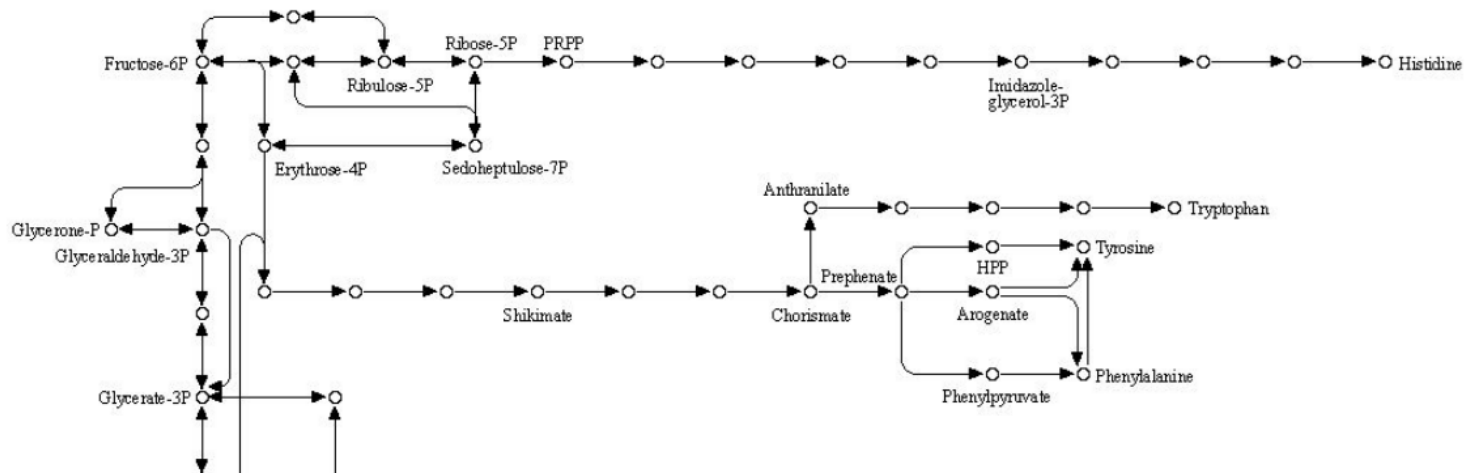 Fructose-6P
Ribulose-5P
Ribose-5P
PRPP
Imidazole-
glycerol-3P
Histidine
Erythrose-4P
Sedoheptulose-7P
Anthranilate
Tryptophan
Glycerone-P
Glyceraldehyde-3P
Prephenate
HPP
Tyrosine
Shikimate
Chorismate
Arogenate
Phenylalanine
Phenylpyruvate
Glycerate-3P